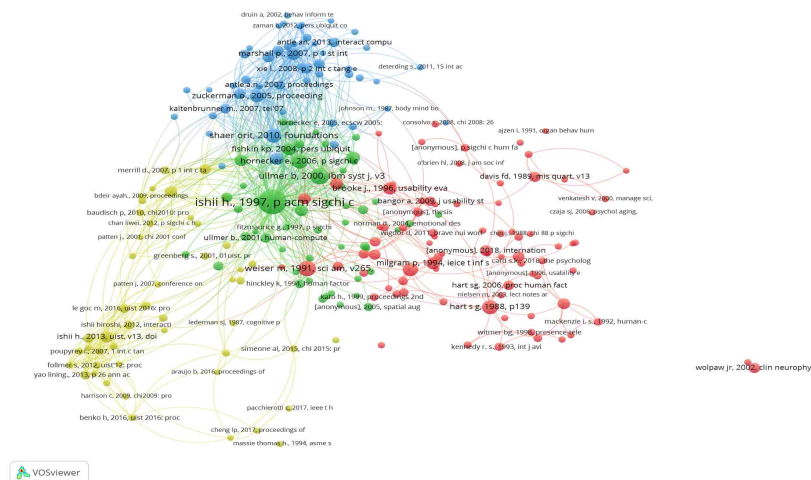 druin a, 2002, behav inform te
zaman b, 2012, pers ubiquit co
antle an, 2013, interact compu
marshall p., 2007, p 1 st int
xie l., 2008, p 2 int c tang e
deterding s., 2011, 15 int ac
antle a.n., 2007, proceedings
zuckerman o., 2005, proceeding
kaltenbrunner m., 2007, tei'07
johnson m., 1987, body mind bo
consolvo s, 2008, chi 2008: 26
hornecker e, 2005, ecscw 2005:
ajzen i, 1991, organ behav hum
shaer orit, 2010, foundations
fishkin kp, 2004, pers ubiquit
[anonymous], p sigchi c hum fa
hornecker e., 2006, p sigchi c
o'brien hl, 2008, j am soc inf
merrill d., 2007, p 1 int c ta
ullmer b, 2000, ibm syst j, v3
davis fd, 1989, mis quart, v13
brooke j., 1996, usability eva
bdeir ayah., 2009, proceedings
venkatesh v, 2000, manage sci,
ishii h., 1997, p acm sigchi c
bangor a, 2009, j usability st
baudisch p, 2010, chi2010: pro
[anonymous], thesis
czaja sj, 2006, psychol aging,
chan liwei, 2012, p sigchi c h
norman d., 2004, emotional des
patten j., 2001, chi 2001 conf
ullmer b., 2001, human-compute
[anonymous], 2018, internation
greenberg s., 2001, 01uist. pr
weiser m, 1991, sci am, v265,
milgram p, 1994, ieice t inf s
patten j., 2007, conference on
hinckley k, 1994, human factor
hart sg, 2006, proc human fact
kato h., 1999, proceedings 2nd
nielsen m, 2003, lect notes ar
le goc m, 2016, uist 2016: pro
[anonymous], 2005, spatial aug
hart s g, 1988, p139
ishii hiroshi, 2012, interacti
lederman sj, 1987, cognitive p
mackenzie i. s., 1992, human-c
ishii h., 2013, uist, v13, doi
witmer bg, 1998, presence-tele
poupyrev i., 2007, 1 int c tan
simeone al, 2015, chi 2015: pr
kennedy r. s., 1993, int j avi
follmer s, 2012, uist'12: proc
wolpaw jr, 2002, clin neurophy
yao lining., 2013, p 26 ann ac
araujo b, 2016, proceedings of
harrison c, 2009, chi2009: pro
pacchierotti c, 2017, ieee t h
benko h, 2016, uist 2016: proc
cheng lp, 2017, proceedings of
massie thomas h., 1994, asme s
VOSviewer